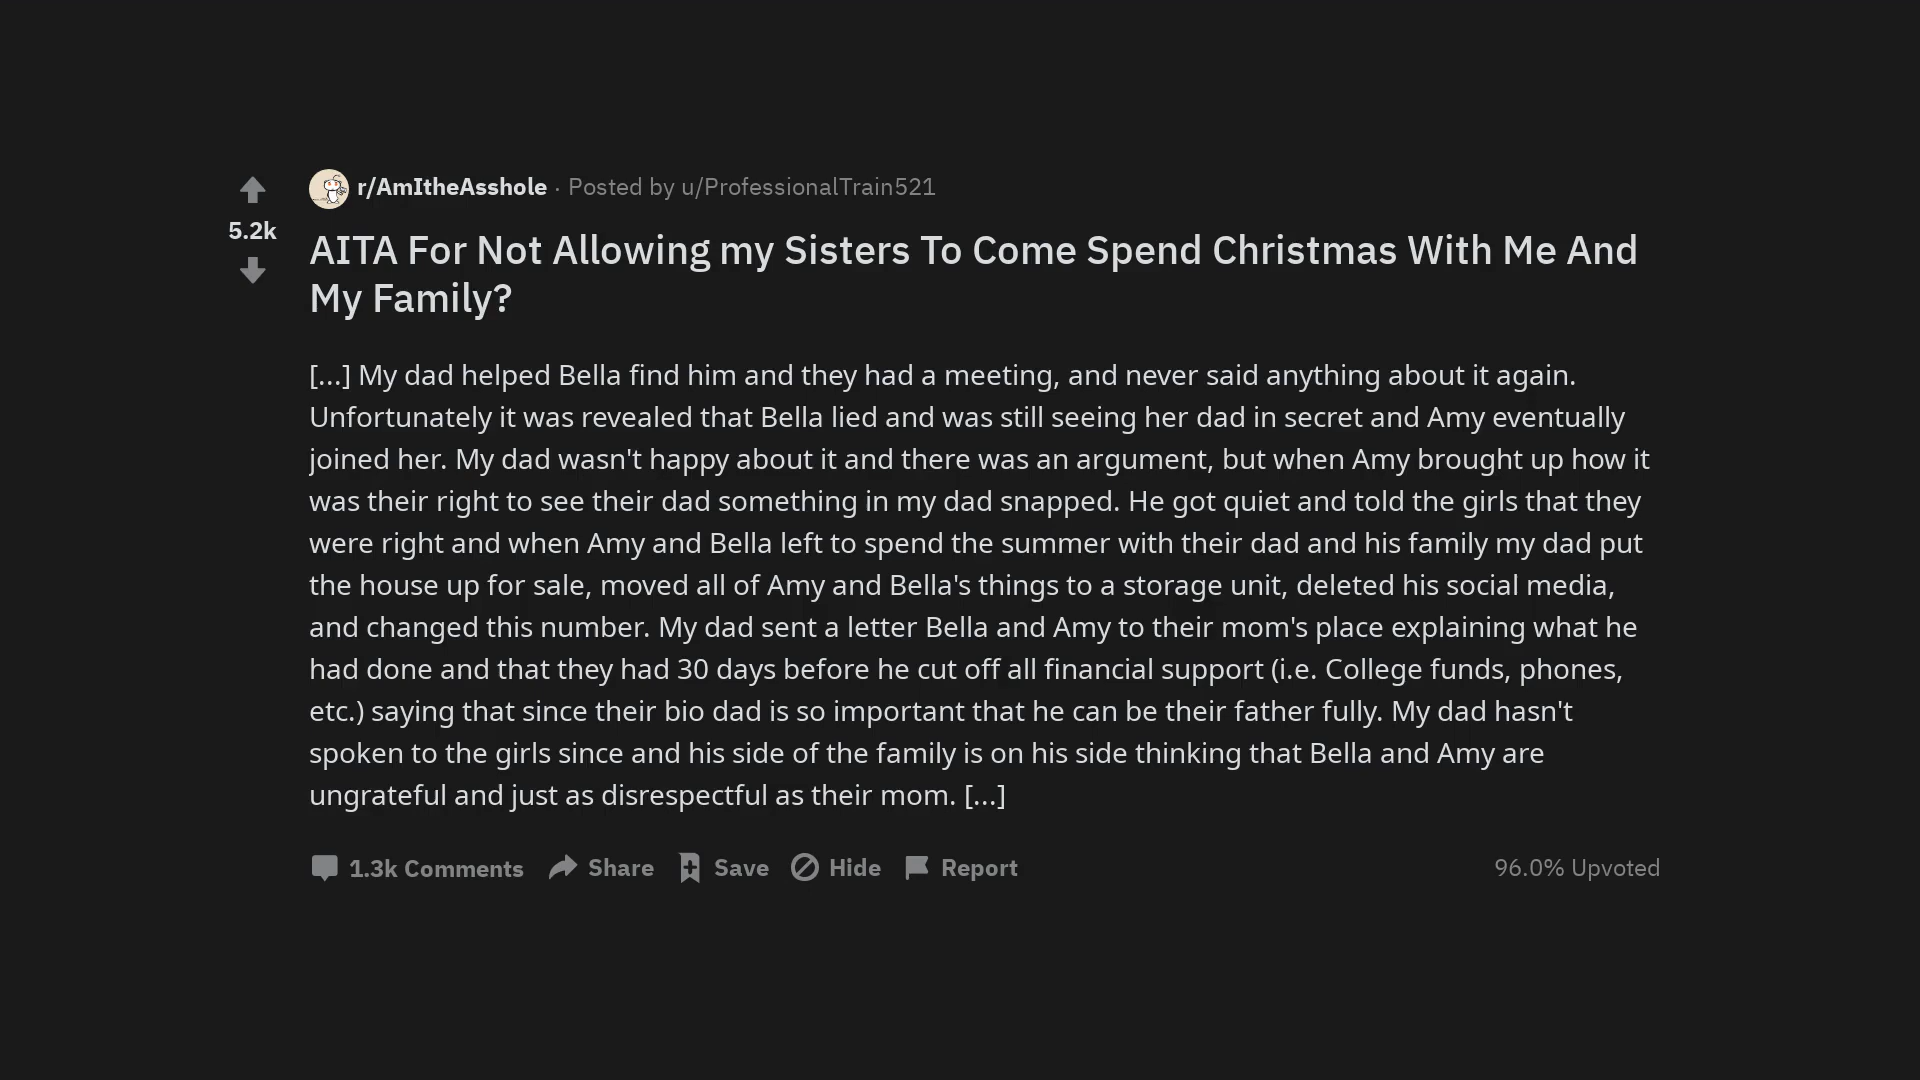 r/AmItheAsshole · Posted by u/ProfessionalTrain521
5.2k
AITA For Not Allowing my Sisters To Come Spend Christmas With Me And
My Family?
[...] My dad helped Bella find him and they had a meeting, and never said anything about it again.
Unfortunately it was revealed that Bella lied and was still seeing her dad in secret and Amy eventually
joined her. My dad wasn't happy about it and there was an argument, but when Amy brought up how it
was their right to see their dad something in my dad snapped. He got quiet and told the girls that they
were right and when Amy and Bella left to spend the summer with their dad and his family my dad put
the house up for sale, moved all of Amy and Bella's things to a storage unit, deleted his social media,
and changed this number. My dad sent a letter Bella and Amy to their mom's place explaining what he
had done and that they had 30 days before he cut off all financial support (i.e. College funds, phones,
etc.) saying that since their bio dad is so important that he can be their father fully. My dad hasn't
spoken to the girls since and his side of the family is on his side thinking that Bella and Amy are
ungrateful and just as disrespectful as their mom. [...]
1.3k Comments Share Save Hide Report 96.0% Upvoted